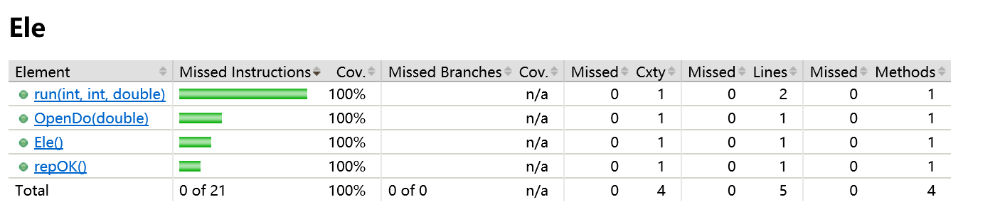 Ele
Element Missed Instructions Cov. Missed Branches Cov. Missed Cxty Missed Lines Missed Methods
run(int, int, double) 100% n/a 0 1 0 2 0 1
OpenDo(double) 100% n/a 0 1 0 1 0 1
Ele() 100% n/a 0 1 0 1 0 1
repOK() 100% n/a 0 1 0 1 0 1
Total 0 of 21 100% 0 of 0 n/a 0 4 0 5 0 4